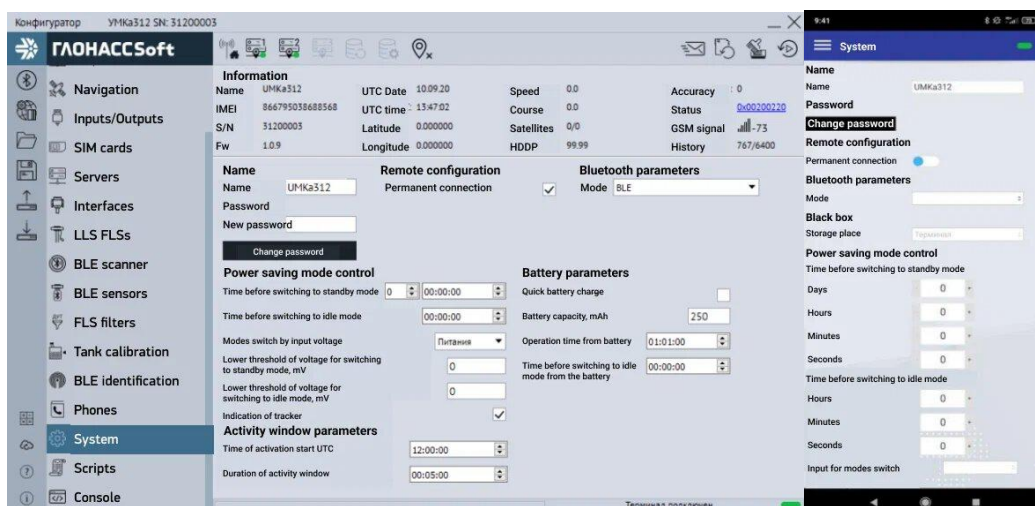 Конфигуратор УМКа312 SN: 31200003
ГЛОНАССSoft
Navigation
Inputs/Outputs
SIM cards
Servers
Interfaces
LLS FLSs
BLE scanner
BLE sensors
FLS filters
Tank calibration
BLE identification
Phones
System
Scripts
Console
Information
Name UMKa312 UTC Date 10.09.20 Speed 0.0 Accuracy : 0
IMEI 866795038688568 UTC time : 13:47:02 Course 0.0 Status 0x00200220
S/N 31200003 Latitude 0.000000 Satellites 0/0 GSM signal -73
Fw 1.0.9 Longitude 0.000000 HDDP 99.99 History 767/6400
Name Remote configuration Bluetooth parameters
Name UMKa312 Permanent connection Mode BLE
Password
New password
Change password
Power saving mode control
Time before switching to standby mode 0 00:00:00
Time before switching to idle mode 00:00:00
Modes switch by input voltage Питания
Lower threshold of voltage for switching
to standby mode, mV 0
Lower threshold of voltage for
switching to idle mode, mV 0
Indication of tracker
Activity window parameters
Time of activation start UTC 12:00:00
Duration of activity window 00:05:00
Battery parameters
Quick battery charge
Battery capacity, mAh 250
Operation time from battery 01:01:00
Time before switching to idle
mode from the battery 00:00:00
Терминал подключен
9:41
System
Name
Name UMKa312
Password
Change password
Remote configuration
Permanent connection
Bluetooth parameters
Mode
Black box
Storage place Терминал
Power saving mode control
Time before switching to standby mode
Days 0
Hours 0
Minutes 0
Seconds 0
Time before switching to idle mode
Hours 0
Minutes 0
Seconds 0
Input for modes switch